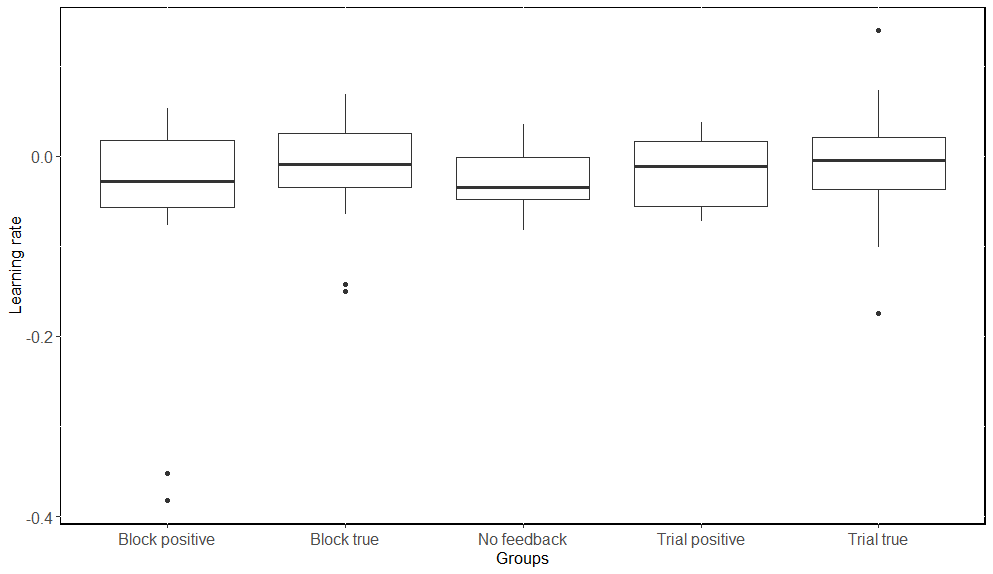 Learning rate
0.0
-0.2
-0.4
Block positive
Block true
No feedback
Trial positive
Trial true
Groups